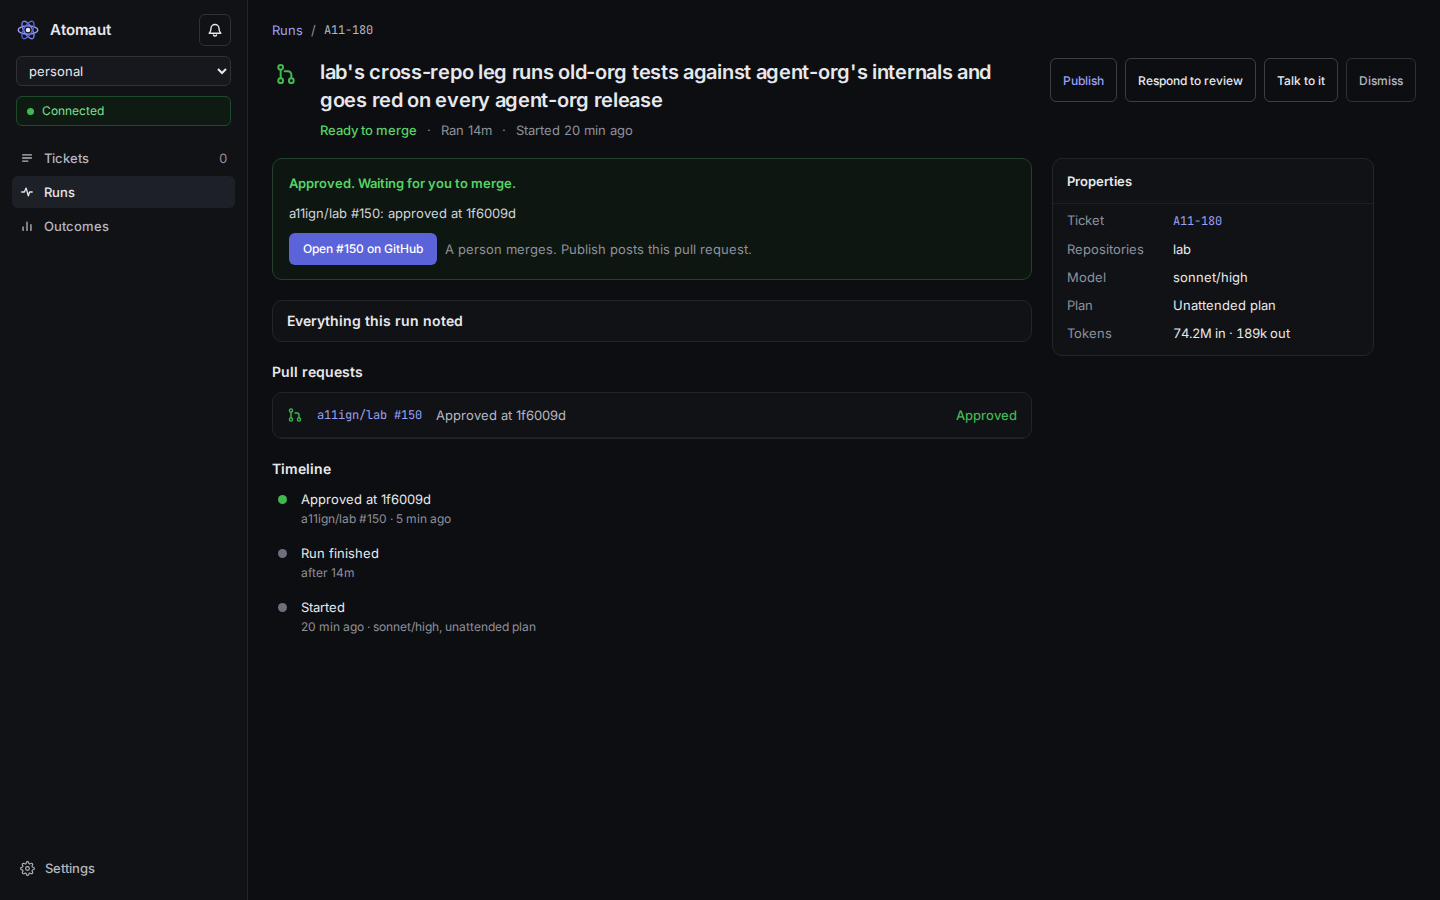 Atomaut
personal
Connected
Tickets 0
Runs
Outcomes
Settings
Runs / A11-180
lab's cross-repo leg runs old-org tests against agent-org's internals and
goes red on every agent-org release
Ready to merge · Ran 14m · Started 20 min ago
Publish
Respond to review
Talk to it
Dismiss
Approved. Waiting for you to merge.
a11ign/lab #150: approved at 1f6009d
Open #150 on GitHub A person merges. Publish posts this pull request.
Everything this run noted
Pull requests
a11ign/lab #150 Approved at 1f6009d Approved
Timeline
Approved at 1f6009d
a11ign/lab #150 · 5 min ago
Run finished
after 14m
Started
20 min ago · sonnet/high, unattended plan
Properties
Ticket A11-180
Repositories lab
Model sonnet/high
Plan Unattended plan
Tokens 74.2M in · 189k out